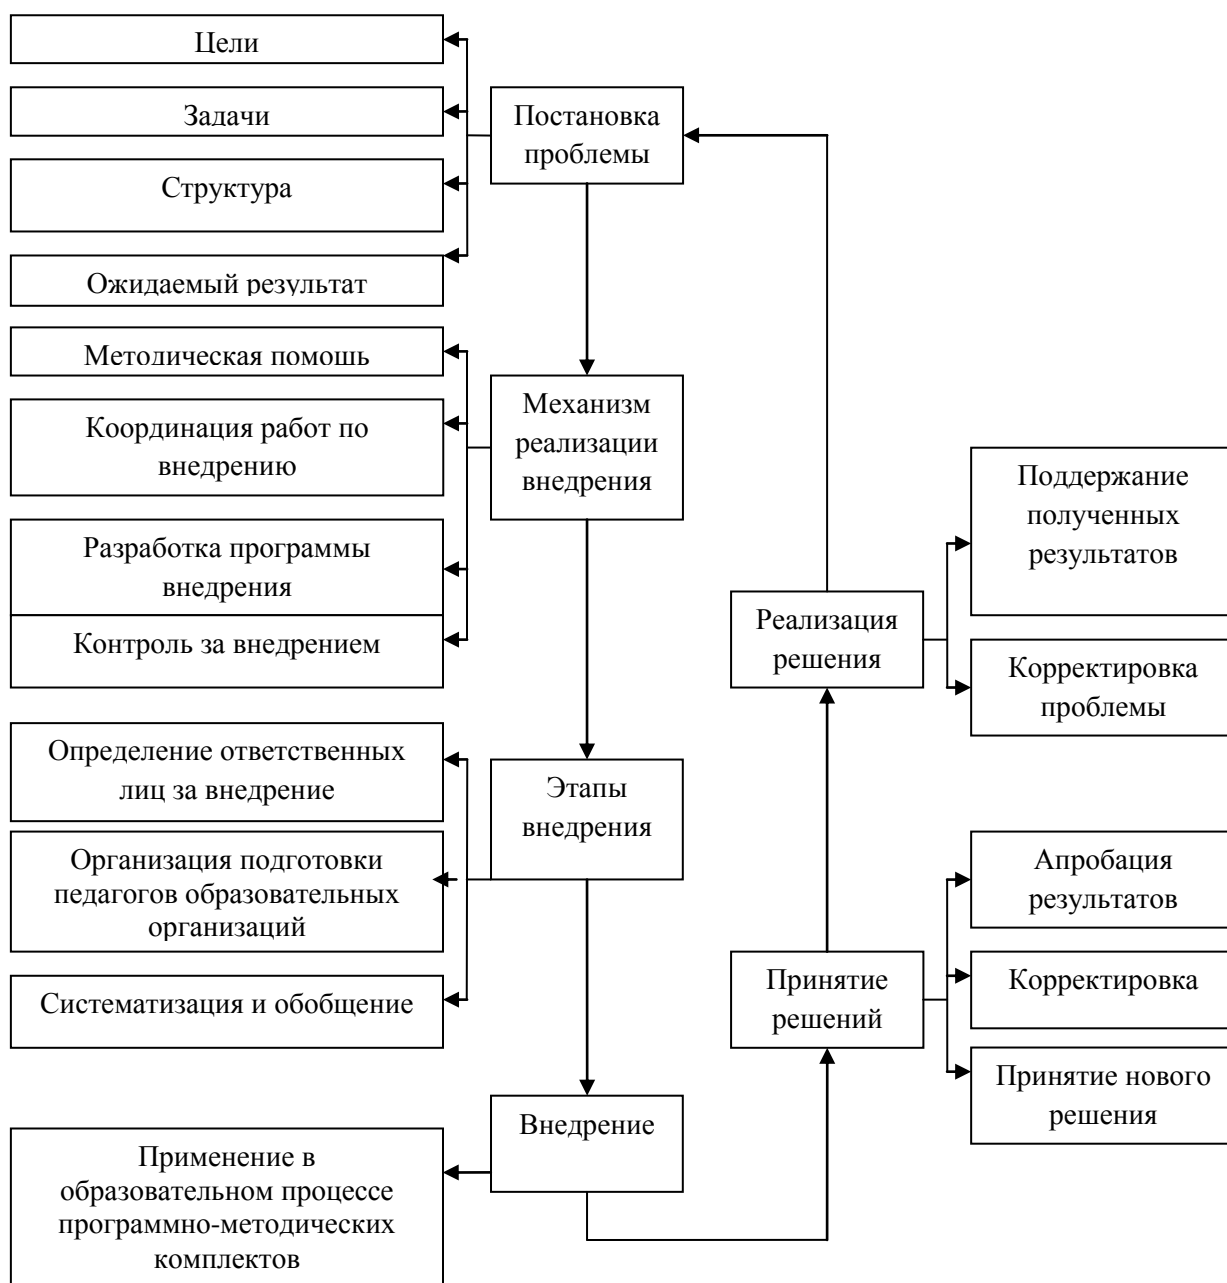 Цели
Задачи
Структура
Ожидаемый результат
Постановка
проблемы
Методическая помощь
Координация работ по
внедрению
Разработка программы
внедрения
Контроль за внедрением
Механизм
реализации
внедрения
Определение ответственных
лиц за внедрение
Организация подготовки
педагогов образовательных
организаций
Систематизация и обобщение
Этапы
внедрения
Применение в
образовательном процессе
программно-методических
комплектов
Внедрение
Реализация
решения
Поддержание
полученных
результатов
Корректировка
проблемы
Принятие
решений
Апробация
результатов
Корректировка
Принятие нового
решения